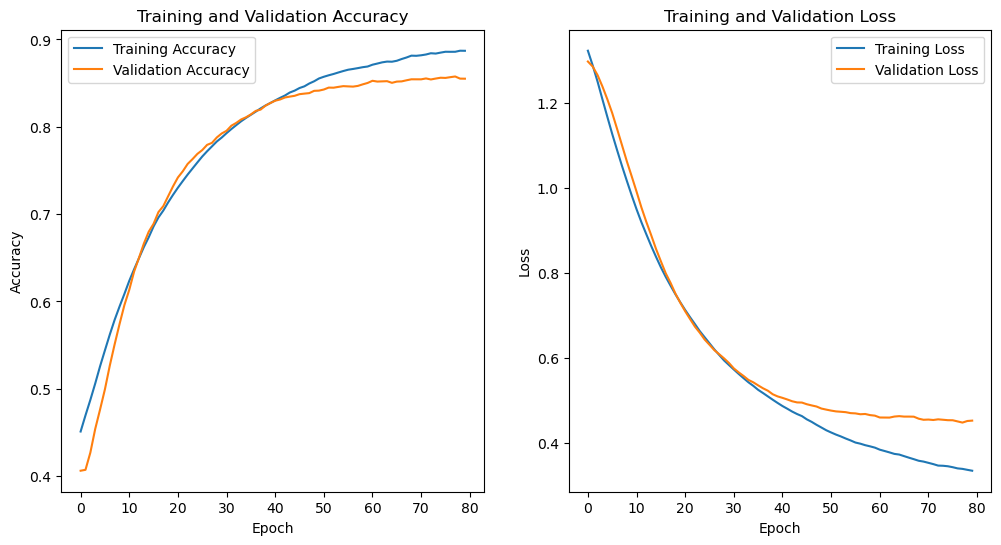 Training and Validation Accuracy
Training Accuracy
Validation Accuracy
0.9
0.8
0.7
0.6
0.5
0.4
Accuracy
0 10 20 30 40 50 60 70 80
Epoch
Training and Validation Loss
Training Loss
Validation Loss
1.2
1.0
0.8
0.6
0.4
Loss
0 10 20 30 40 50 60 70 80
Epoch